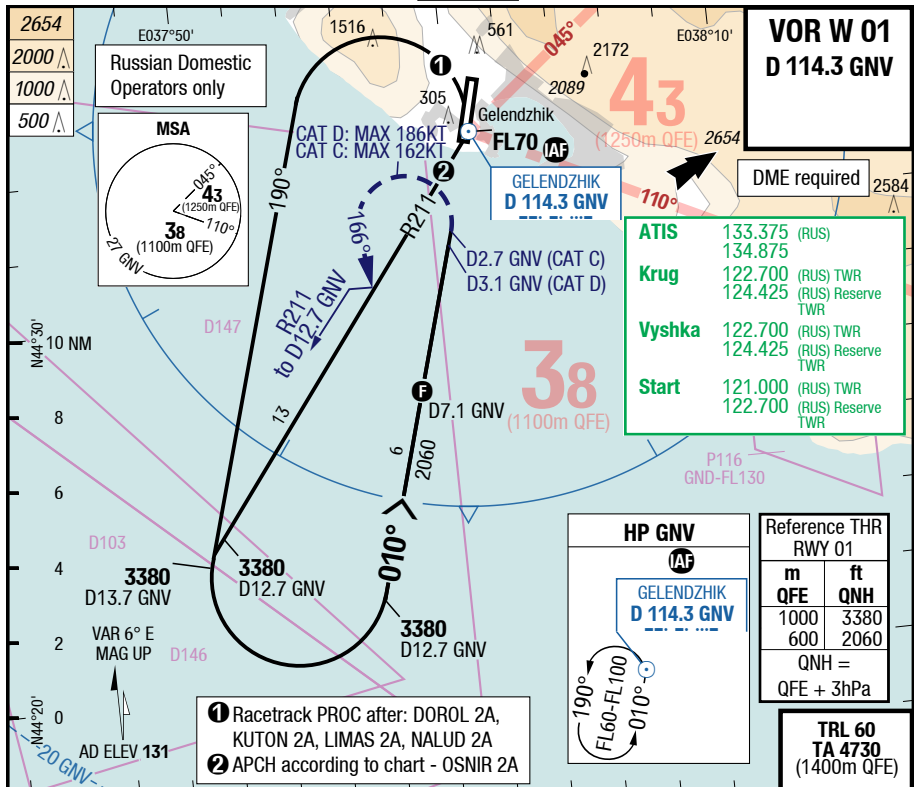 2654
2000
1000
500
E037°50'
1516
561
E038°10'
VOR W 01
D 114.3 GNV
Russian Domestic
Operators only
1
045°
2172
2089
43
(1250m QFE)
305
Gelendzhik
FL70 IAF
2654
MSA
045°
43
(1250m QFE)
110°
38
(1100m QFE)
27 GNV
CAT D: MAX 186KT
CAT C: MAX 162KT
2
GELENDZHIK
D 114.3 GNV
110°
DME required
2584
190°
R211
199°
D2.7 GNV (CAT C)
D3.1 GNV (CAT D)
R211
to D12.7 GNV
D147
ATIS 133.375 (RUS)
134.875
Krug 122.700 (RUS) TWR
124.425 (RUS) Reserve
TWR
Vyshka 122.700 (RUS) TWR
124.425 (RUS) Reserve
TWR
Start 121.000 (RUS) TWR
122.700 (RUS) Reserve
TWR
N44°30'
10 NM
8
6
4
2
0
N44°20'
13
F
D7.1 GNV
6
2060
38
(1100m QFE)
P116
GND-FL130
D103
010°
3380
D12.7 GNV
3380
D13.7 GNV
3380
D12.7 GNV
VAR 6° E
MAG UP
D146
AD ELEV 131
20 GNV
HP GNV
IAF
GELENDZHIK
D 114.3 GNV
190°
FL60-FL100
010°
Reference THR
RWY 01
m ft
QFE QNH
1000 3380
600 2060
QNH =
QFE + 3hPa
1 Racetrack PROC after: DOROL 2A,
KUTON 2A, LIMAS 2A, NALUD 2A
2 APCH according to chart - OSNIR 2A
TRL 60
TA 4730
(1400m QFE)